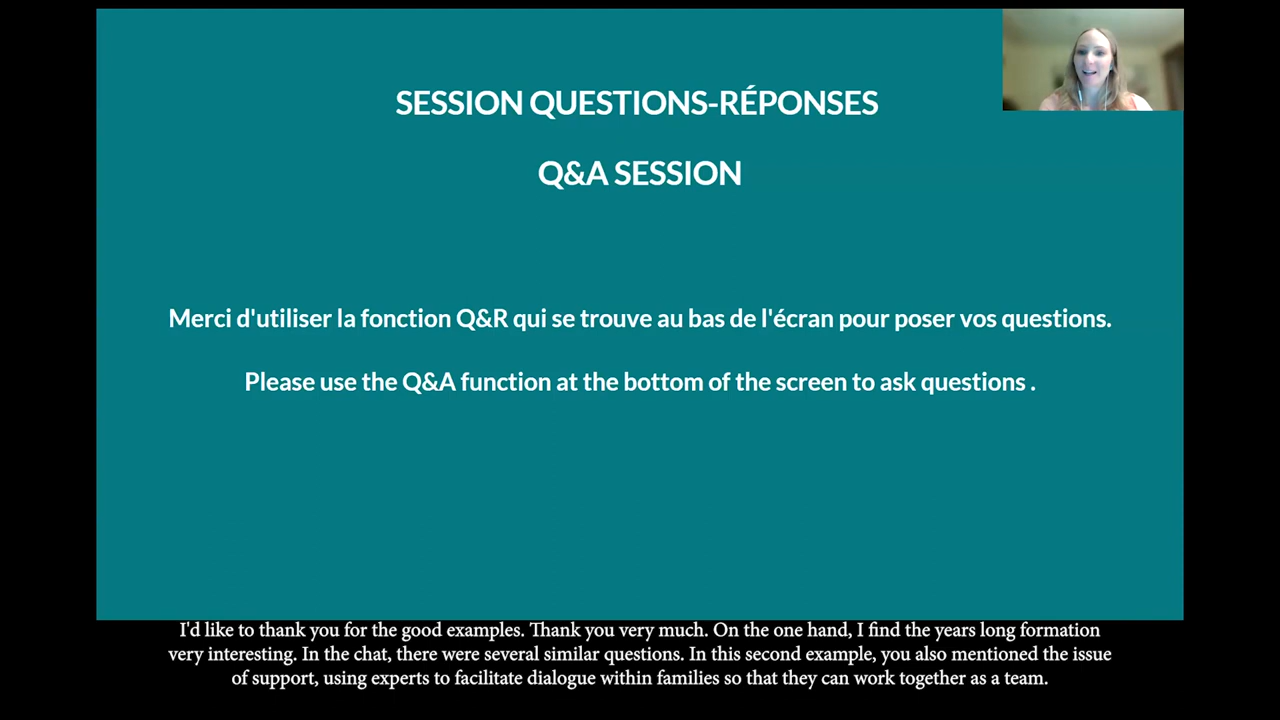 SESSION QUESTIONS-RÉPONSES
Q&A SESSION
Merci d'utiliser la fonction Q&R qui se trouve au bas de l'écran pour poser vos questions.
Please use the Q&A function at the bottom of the screen to ask questions .
I'd like to thank you for the good examples. Thank you very much. On the one hand, I find the years long formation
very interesting. In the chat, there were several similar questions. In this second example, you also mentioned the issue
of support, using experts to facilitate dialogue within families so that they can work together as a team.